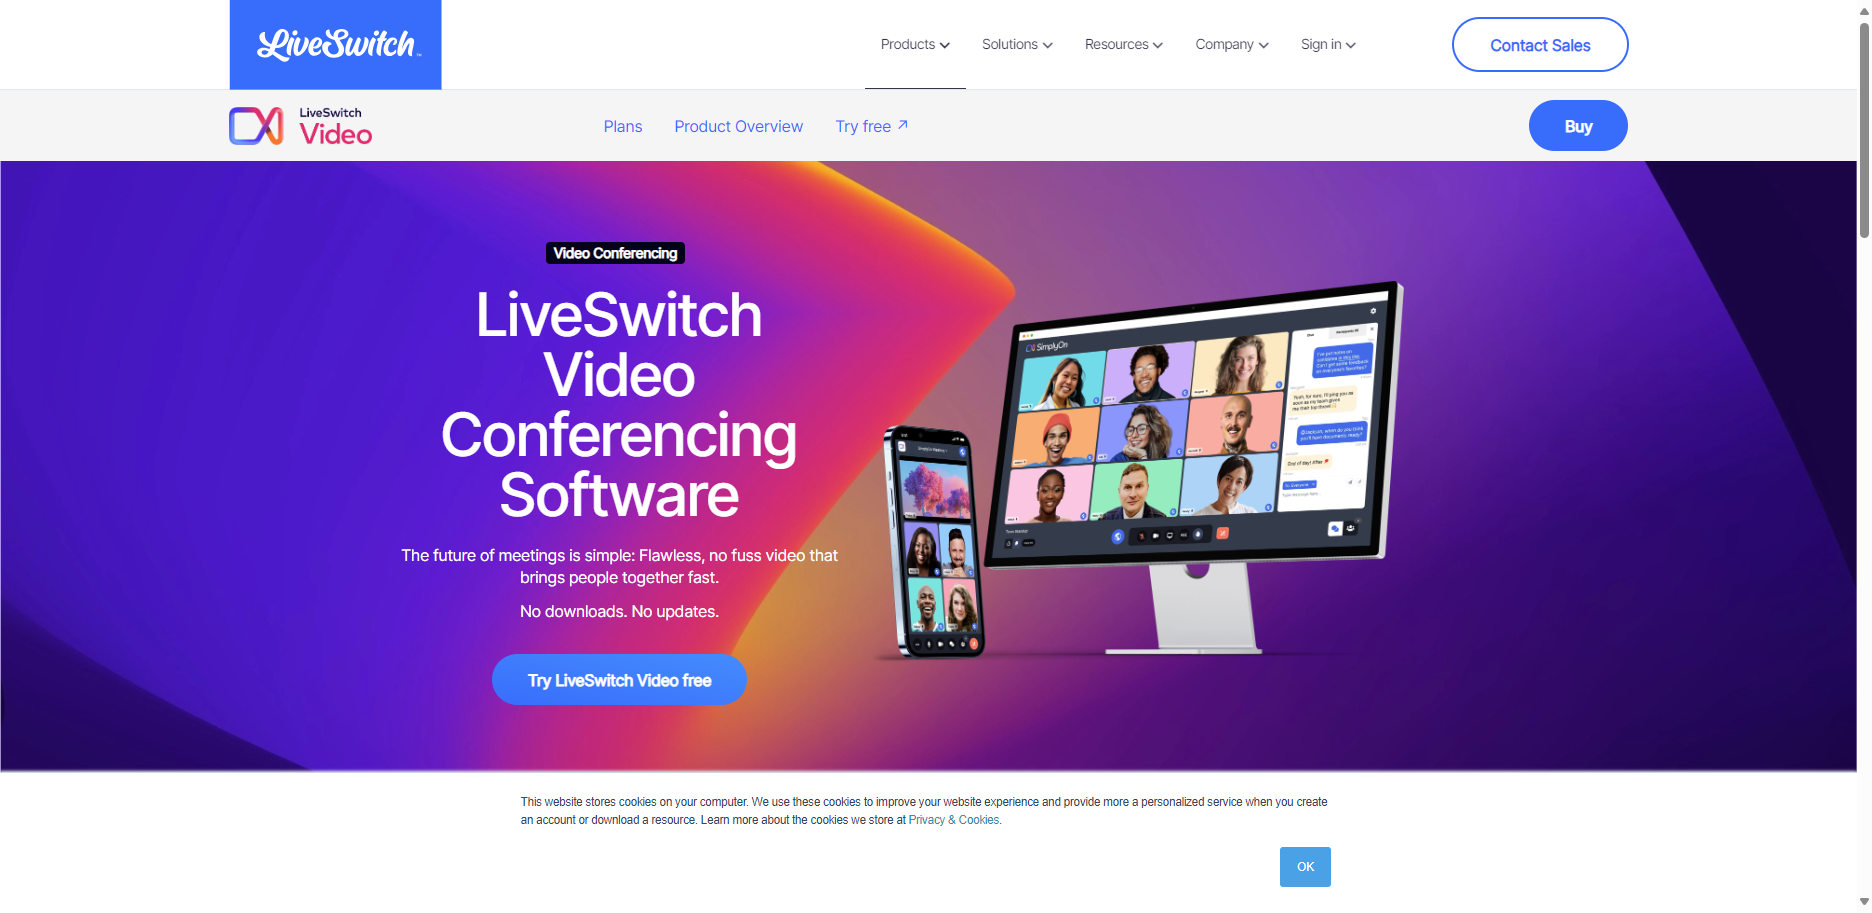 LiveSwitch™
Products
Solutions
Resources
Company
Sign in
Contact Sales
LiveSwitch
Video
Plans
Product Overview
Try free
Buy
Video Conferencing
LiveSwitch
Video
Conferencing
Software
The future of meetings is simple: Flawless, no fuss video that
brings people together fast.
No downloads. No updates.
Try LiveSwitch Video free
SimplyOn
This website stores cookies on your computer. We use these cookies to improve your website experience and provide more a personalized service when you create
an account or download a resource. Learn more about the cookies we store at Privacy & Cookies.
OK